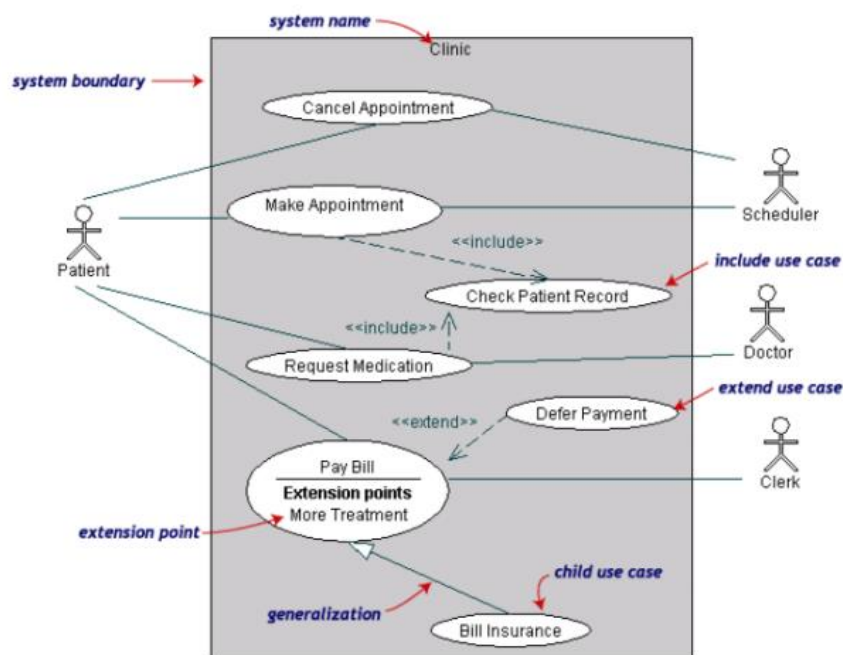 system name
Clinic
system boundary
Cancel Appointment
Make Appointment
Scheduler
<<include>>
Patient
include use case
Check Patient Record
<<include>>
Doctor
Request Medication
extend use case
Defer Payment
<<extend>>
Pay Bill
Clerk
Extension points
More Treatment
extension point
child use case
generalization
Bill Insurance